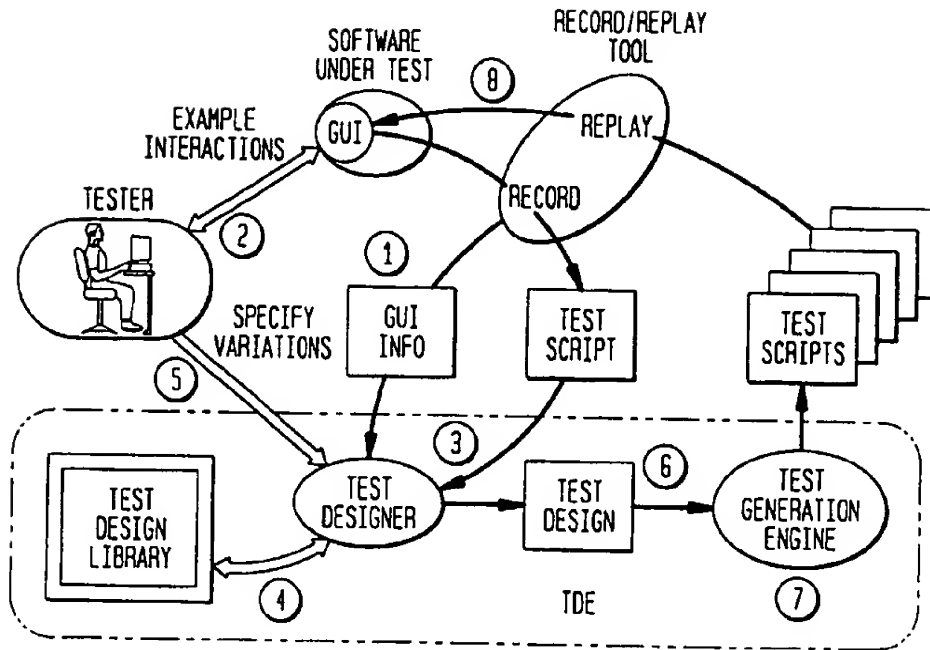 SOFTWARE
UNDER TEST
RECORD/REPLAY
TOOL
8
EXAMPLE
INTERACTIONS
GUI
REPLAY
TESTER
RECORD
2
1
SPECIFY
VARIATIONS
GUI
INFO
TEST
SCRIPT
TEST
SCRIPTS
5
3
TEST
DESIGN
LIBRARY
TEST
DESIGNER
TEST
DESIGN
6
TEST
GENERATION
ENGINE
4
TDE
7